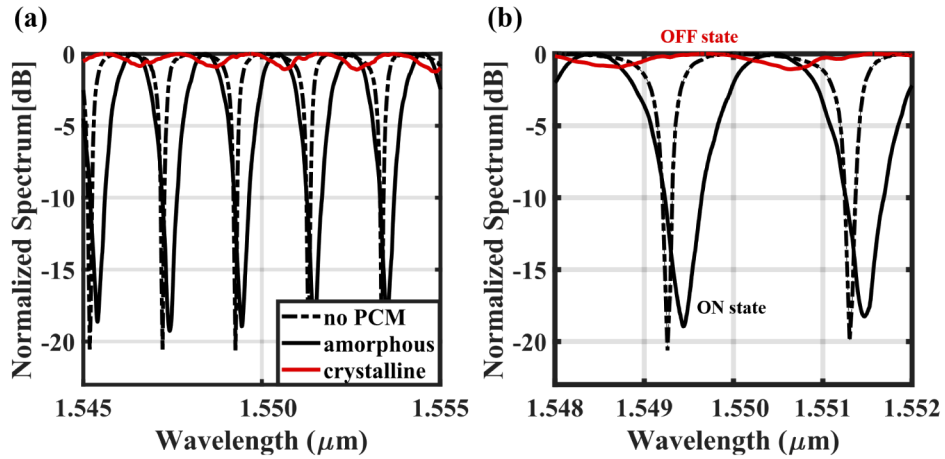 (a)
Normalized Spectrum[dB]
0
-5
-10
-15
-20
no PCM
amorphous
crystalline
1.545
1.550
1.555
Wavelength (μm)
(b)
OFF state
Normalized Spectrum[dB]
0
-5
-10
-15
-20
ON state
1.548
1.549
1.550
1.551
1.552
Wavelength (μm)